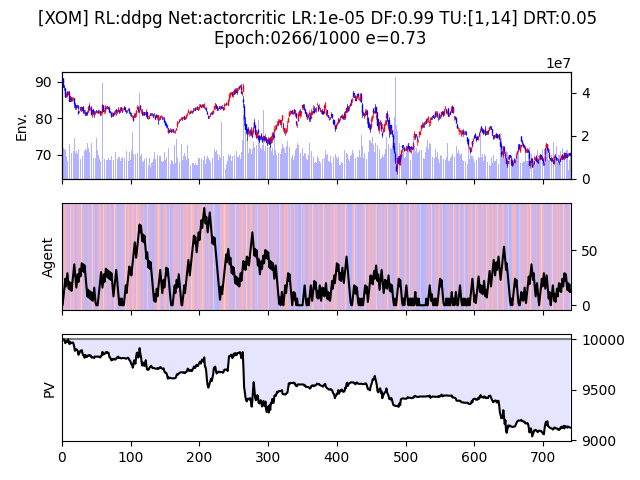 [XOM] RL:ddpg Net:actorcritic LR:1e-05 DF:0.99 TU:[1,14] DRT:0.05
Epoch:0266/1000 e=0.73
1e7
90
80
70
Env.
4
2
0
Agent
50
0
PV
10000
9500
9000
0 100 200 300 400 500 600 700